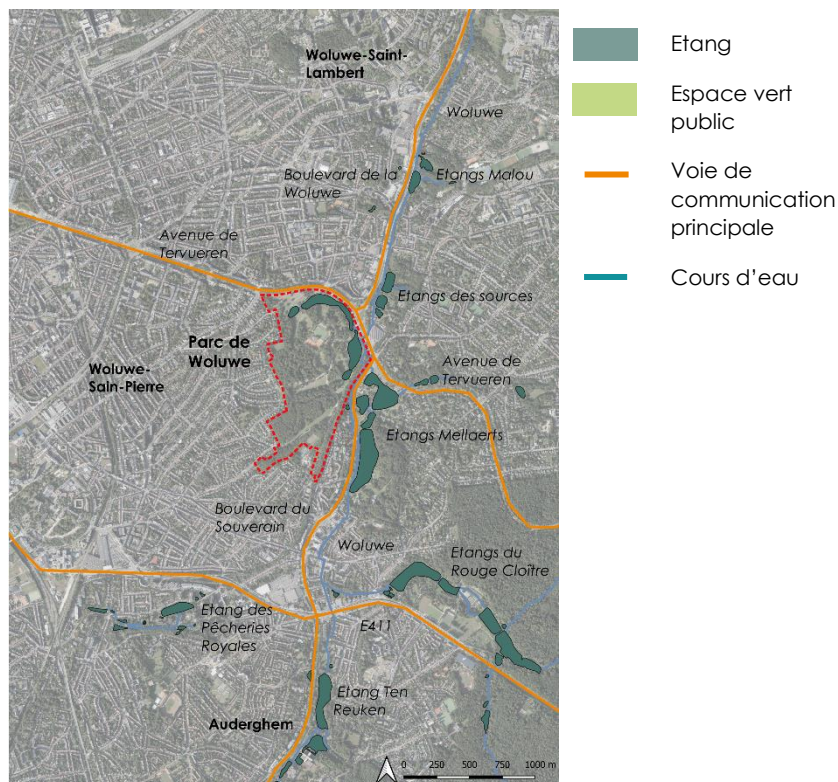 Woluwe-Saint-
Lambert
Woluwe
Boulevard de la
Woluwe
Etangs Malou
Avenue de
Tervueren
Etangs des sources
Parc de
Woluwe
Woluwe-
Sain-Pierre
Avenue de
Tervueren
Etangs Mellaerts
Boulevard du
Souverain
Woluwe
Etangs du
Rouge Cloître
Etang des
Pêcheries
Royales
E411
Etang Ten
Reuken
Auderghem
0 250 500 750 1000 m
Etang
Espace vert
public
Voie de
communication
principale
Cours d'eau